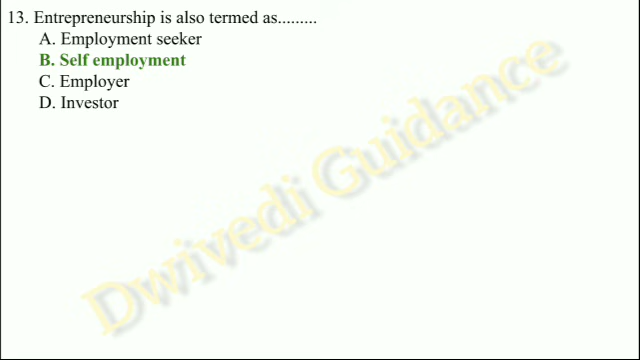 13. Entrepreneurship is also termed as.........
A. Employment seeker
B. Self employment
C. Employer
D. Investor
Dwivedi Guidance